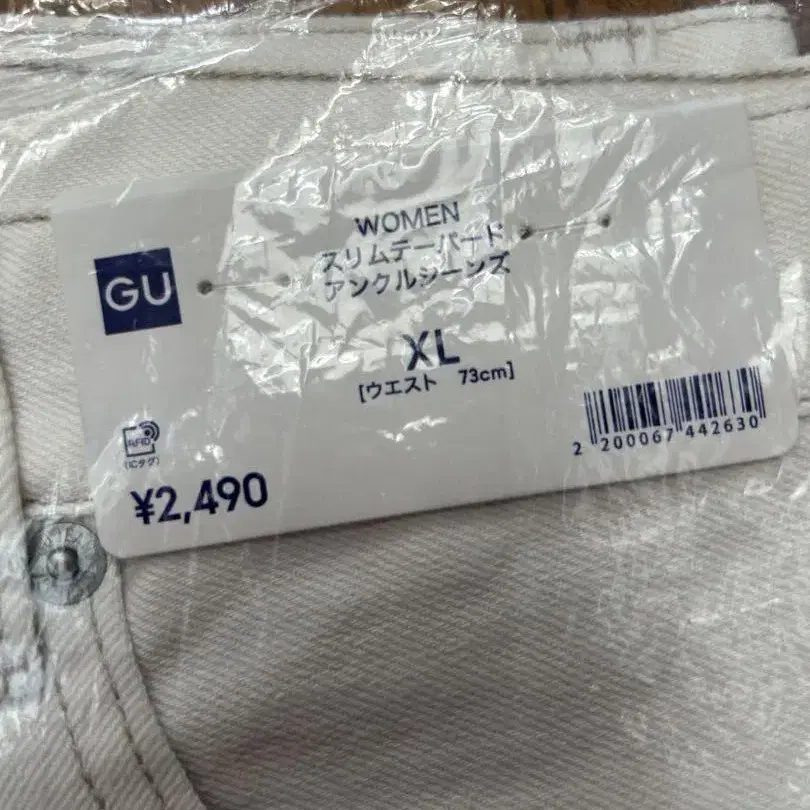 GU
WOMEN
スリムテーパード
アンクルジーンズ
XL
[ウエスト 73cm]
RFID
(ICタグ)
¥2,490
2 200067 442630